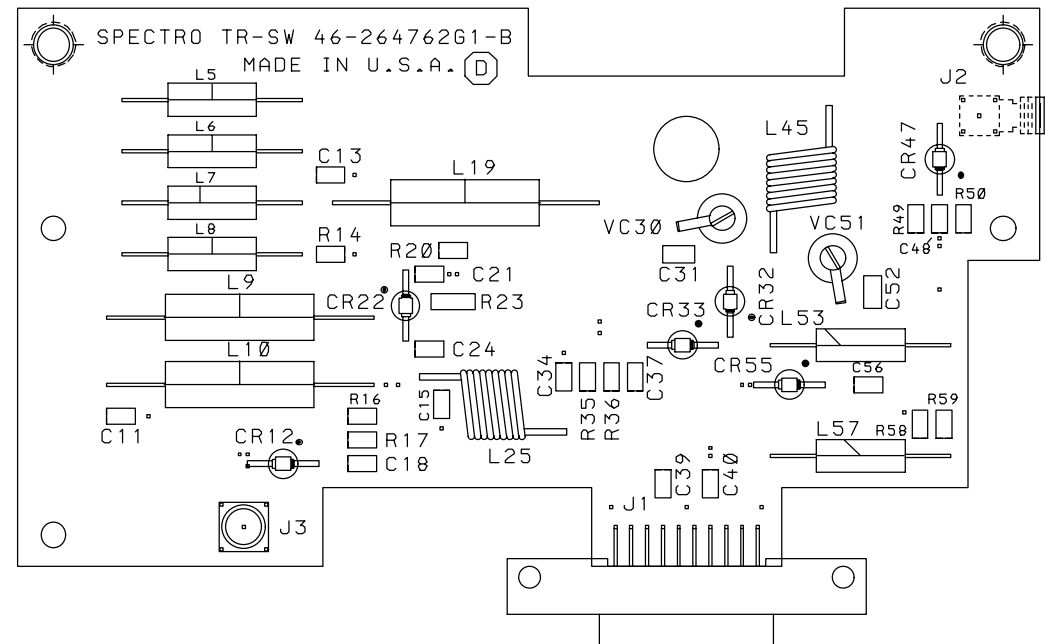 SPECTRO TR-SW 46-264762G1-B
MADE IN U.S.A. D
J2
L5
L6
L7
L8
C13
R14
L19
L45
CR47
R49
C48
R50
VC30
VC51
R20
C21
C31
CR22
R23
CR32
C52
L9
CR33
L53
L10
C24
C34
R35
R36
C37
CR55
C56
C11
R16
R17
C18
C15
L25
CR12
L57
R58
R59
C39
C40
J1
J3